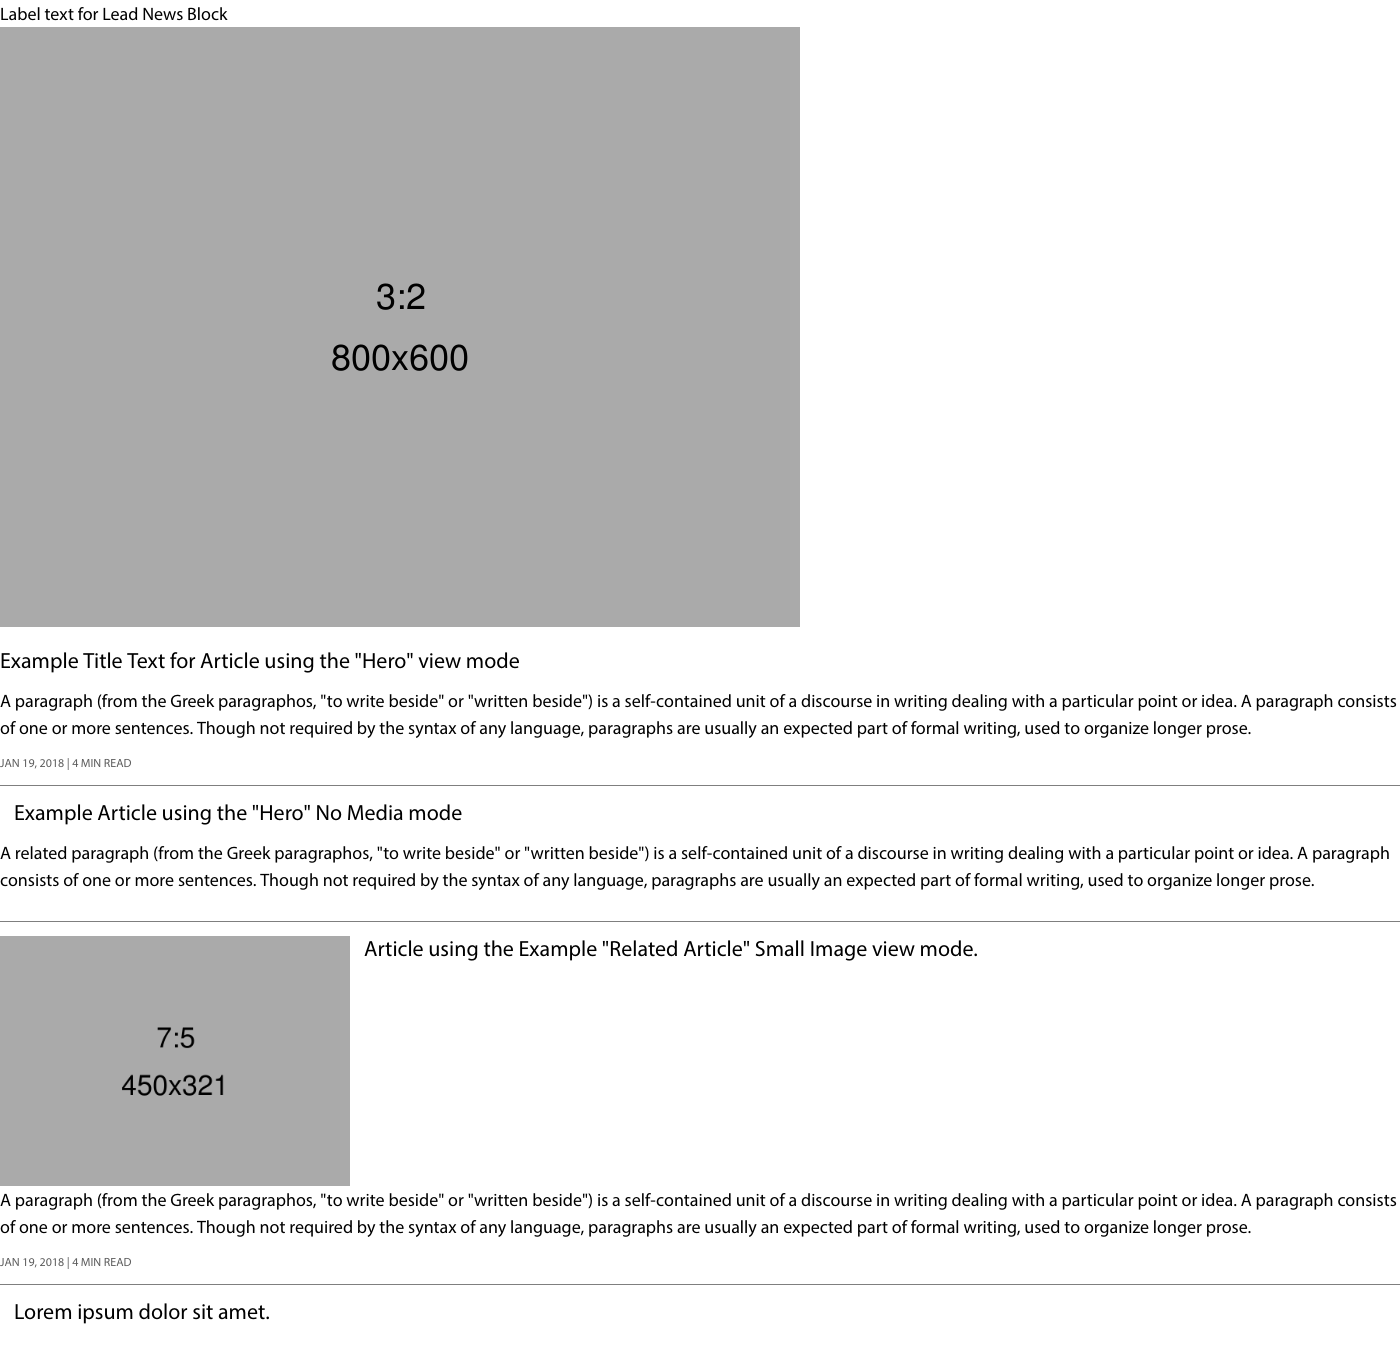 Label text for Lead News Block
3:2
800x600
Example Title Text for Article using the "Hero" view mode
A paragraph (from the Greek paragraphos, "to write beside" or "written beside") is a self-contained unit of a discourse in writing dealing with a particular point or idea. A paragraph consists
of one or more sentences. Though not required by the syntax of any language, paragraphs are usually an expected part of formal writing, used to organize longer prose.
JAN 19, 2018 | 4 MIN READ
Example Article using the "Hero" No Media mode
A related paragraph (from the Greek paragraphos, "to write beside" or "written beside") is a self-contained unit of a discourse in writing dealing with a particular point or idea. A paragraph
consists of one or more sentences. Though not required by the syntax of any language, paragraphs are usually an expected part of formal writing, used to organize longer prose.
Article using the Example "Related Article" Small Image view mode.
7:5
450x321
A paragraph (from the Greek paragraphos, "to write beside" or "written beside") is a self-contained unit of a discourse in writing dealing with a particular point or idea. A paragraph consists
of one or more sentences. Though not required by the syntax of any language, paragraphs are usually an expected part of formal writing, used to organize longer prose.
JAN 19, 2018 | 4 MIN READ
Lorem ipsum dolor sit amet.